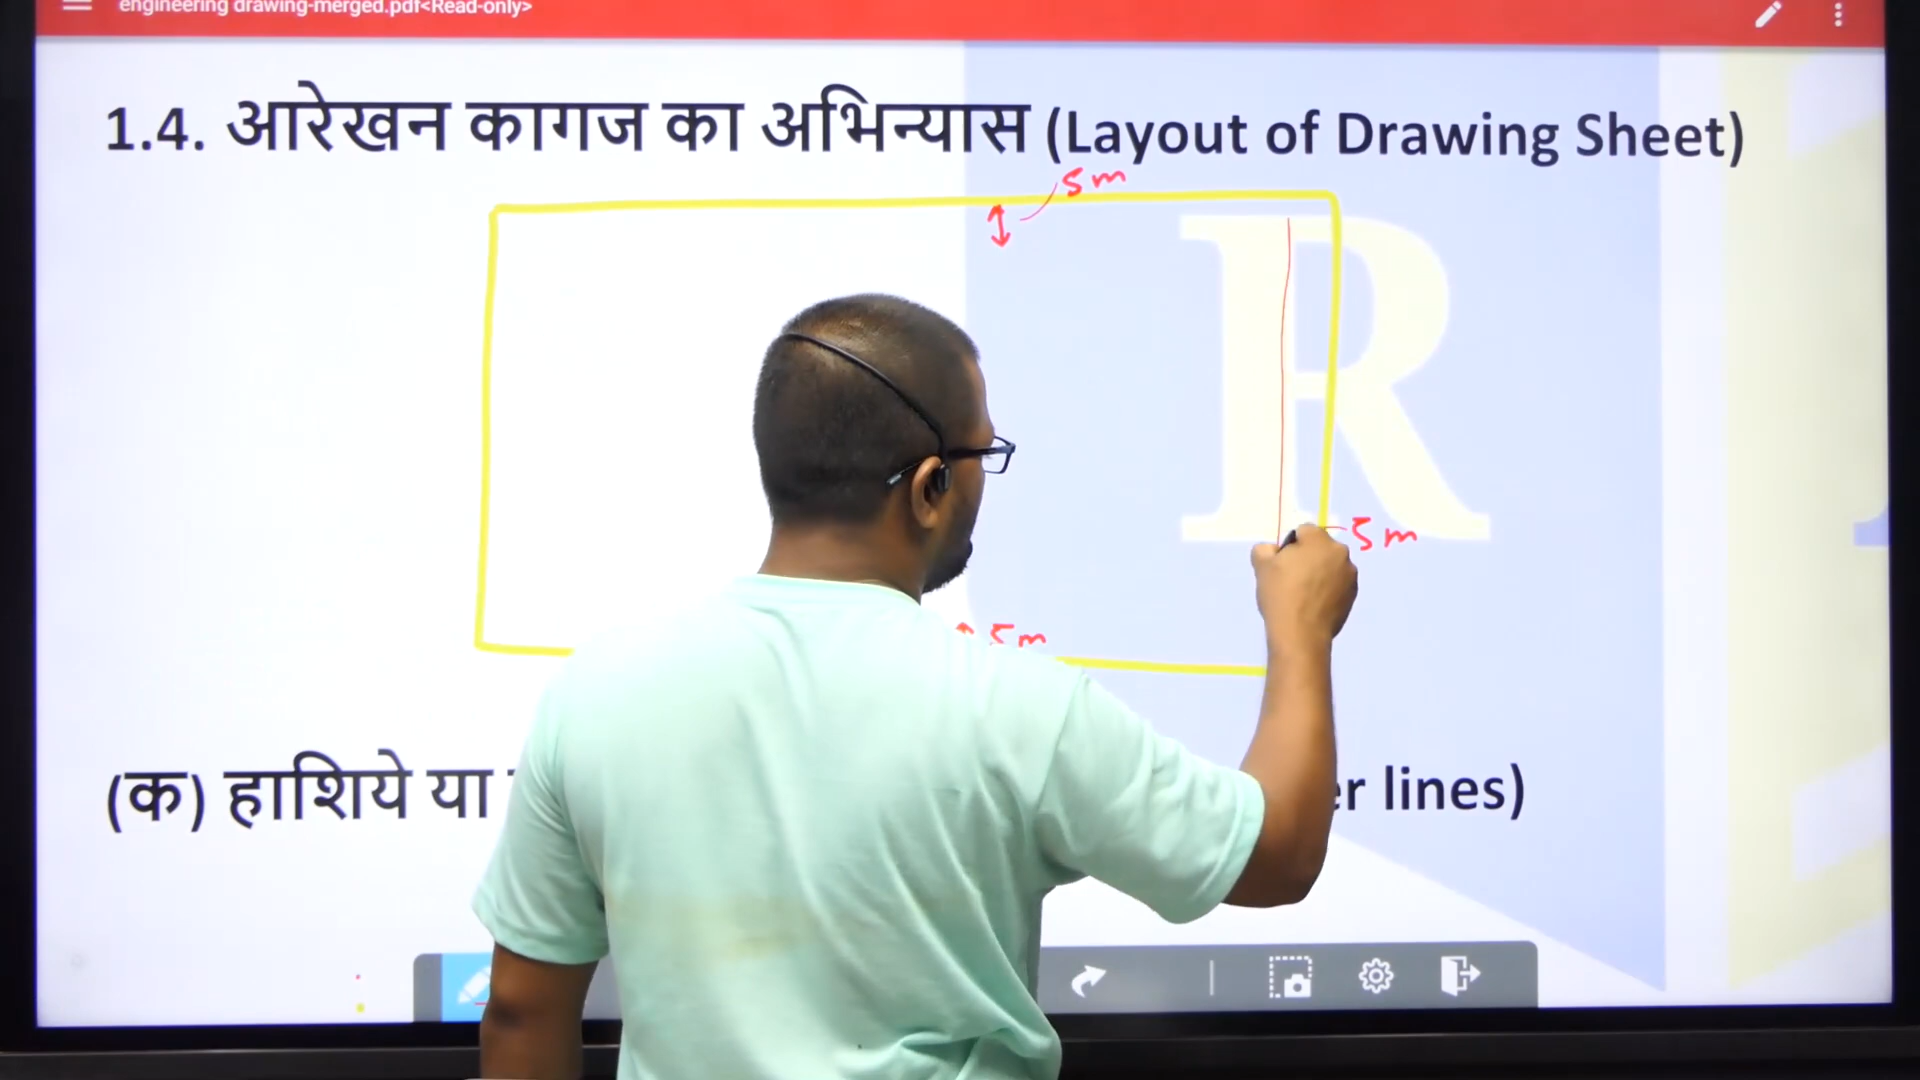 engineering drawing-merged.pdf<Read-only>
1.4. आरेखन कागज का अभिन्यास (Layout of Drawing Sheet)
5m
R
5m
5m
(क) हाशिये या lines)